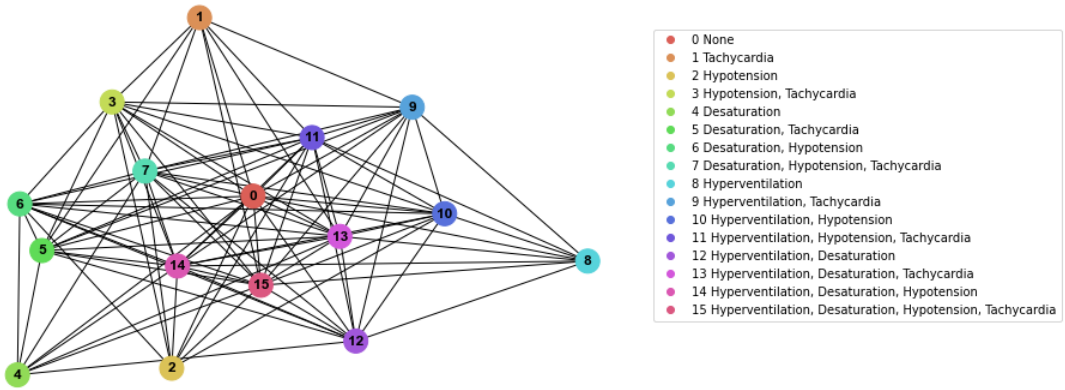 1
3
9
11
7
0
6
10
13
5
14
8
15
12
2
4
0 None
1 Tachycardia
2 Hypotension
3 Hypotension, Tachycardia
4 Desaturation
5 Desaturation, Tachycardia
6 Desaturation, Hypotension
7 Desaturation, Hypotension, Tachycardia
8 Hyperventilation
9 Hyperventilation, Tachycardia
10 Hyperventilation, Hypotension
11 Hyperventilation, Hypotension, Tachycardia
12 Hyperventilation, Desaturation
13 Hyperventilation, Desaturation, Tachycardia
14 Hyperventilation, Desaturation, Hypotension
15 Hyperventilation, Desaturation, Hypotension, Tachycardia